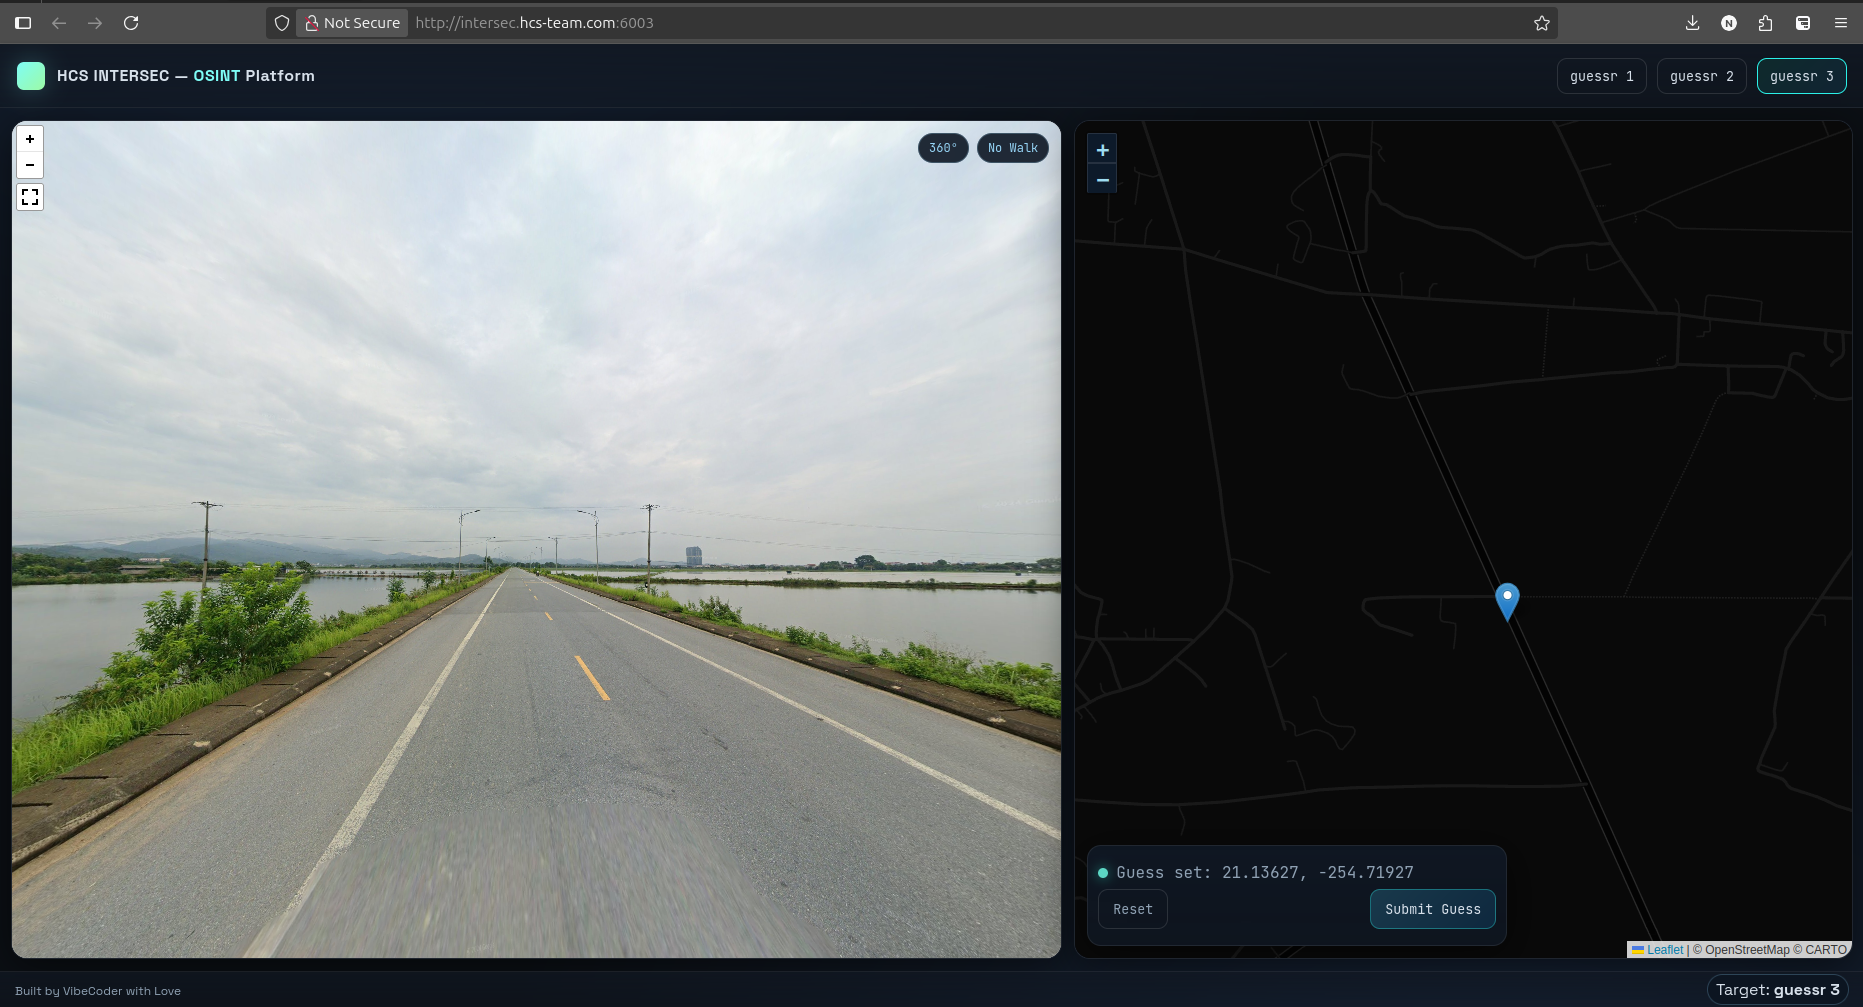 Not Secure http://intersec.hcs-team.com:6003
HCS INTERSEC — OSINT Platform
guessr 1 guessr 2 guessr 3
+
−
360° No Walk
+
−
Guess set: 21.13627, -254.71927
Reset Submit Guess
Leaflet | © OpenStreetMap © CARTO
Built by VibeCoder with Love
Target: guessr 3